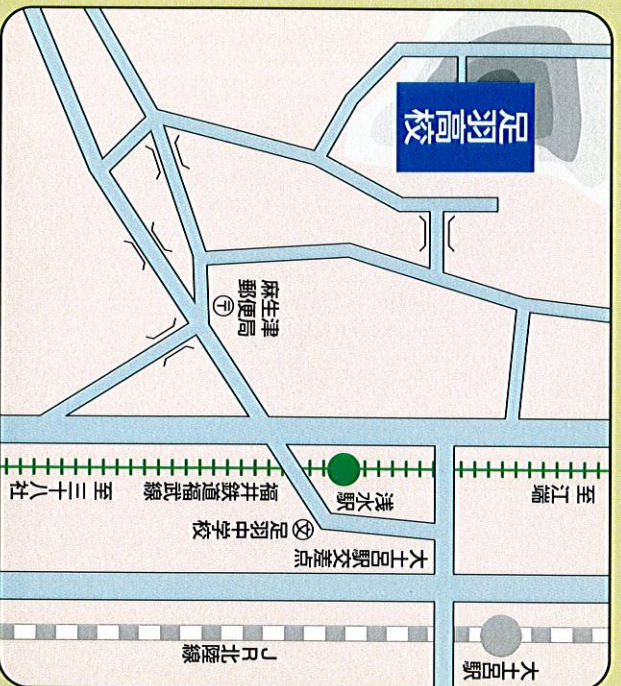 大土呂駅
JR北陸線
大土呂駅交差点
文 足羽中学校
至江端
浅水駅
福井鉄道福武線
至三十八社
麻生津
郵便局
〒
足羽高校